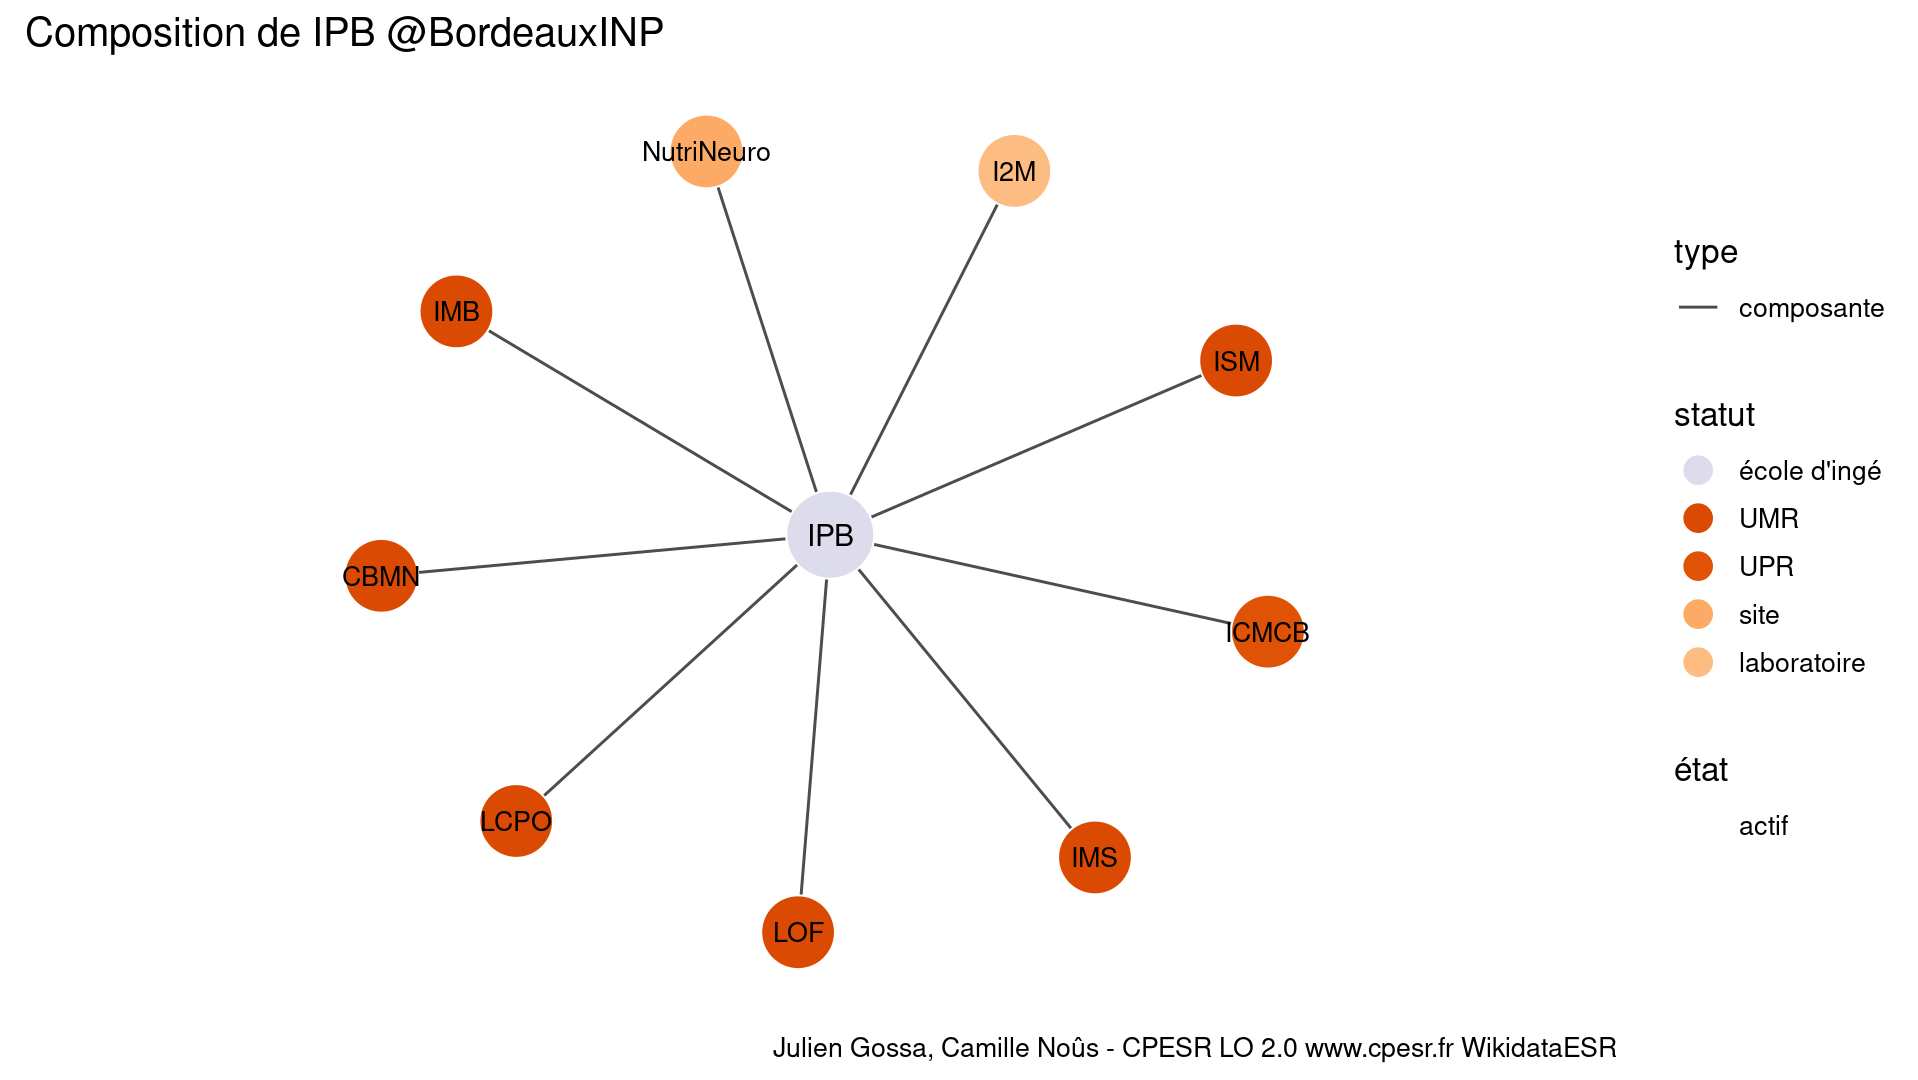 Composition de IPB @BordeauxINP
NutriNeuro
I2M
IMB
ISM
IPB
CBMN
ICMCB
LCPO
IMS
LOF
type
composante
statut
école d'ingé
UMR
UPR
site
laboratoire
état
actif
Julien Gossa, Camille Noûs - CPESR LO 2.0 www.cpesr.fr WikidataESR